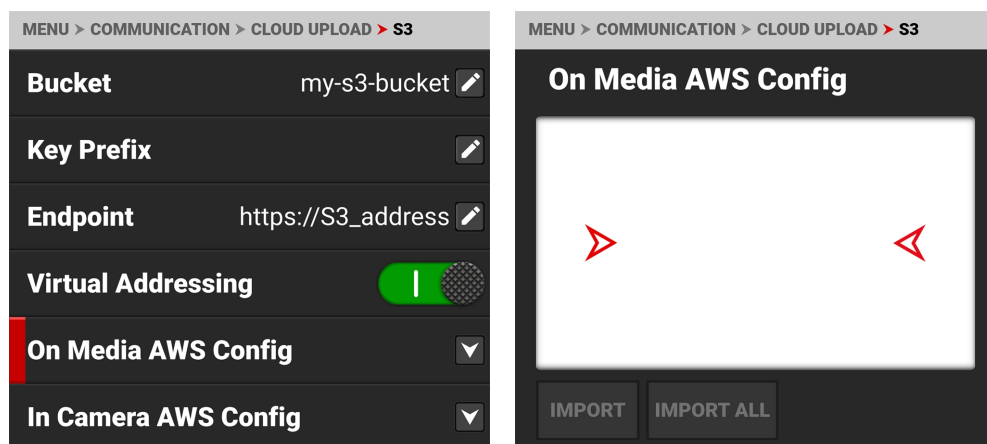 MENU ➤ COMMUNICATION ➤ CLOUD UPLOAD ➤ S3
Bucket my-s3-bucket
Key Prefix
Endpoint https://S3_address
Virtual Addressing
On Media AWS Config
In Camera AWS Config
MENU ➤ COMMUNICATION ➤ CLOUD UPLOAD ➤ S3
On Media AWS Config
IMPORT IMPORT ALL